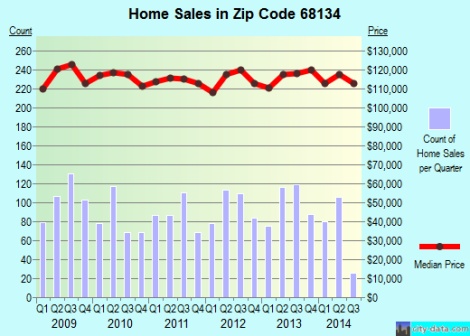 Home Sales in Zip Code 68134
Count
Price
260 $130,000
240 $120,000
220 $110,000
200 $100,000
180 $90,000
160 $80,000
140 $70,000
120 $60,000
100 $50,000
80 $40,000
60 $30,000
40 $20,000
20 $10,000
0 $0
Count of
Home Sales
per Quarter
Median Price
Q1 Q2 Q3 Q4 Q1 Q2 Q3 Q4 Q1 Q2 Q3 Q4 Q1 Q2 Q3 Q4 Q1 Q2 Q3 Q4 Q1 Q2 Q3
2009 2010 2011 2012 2013 2014
city-data.com